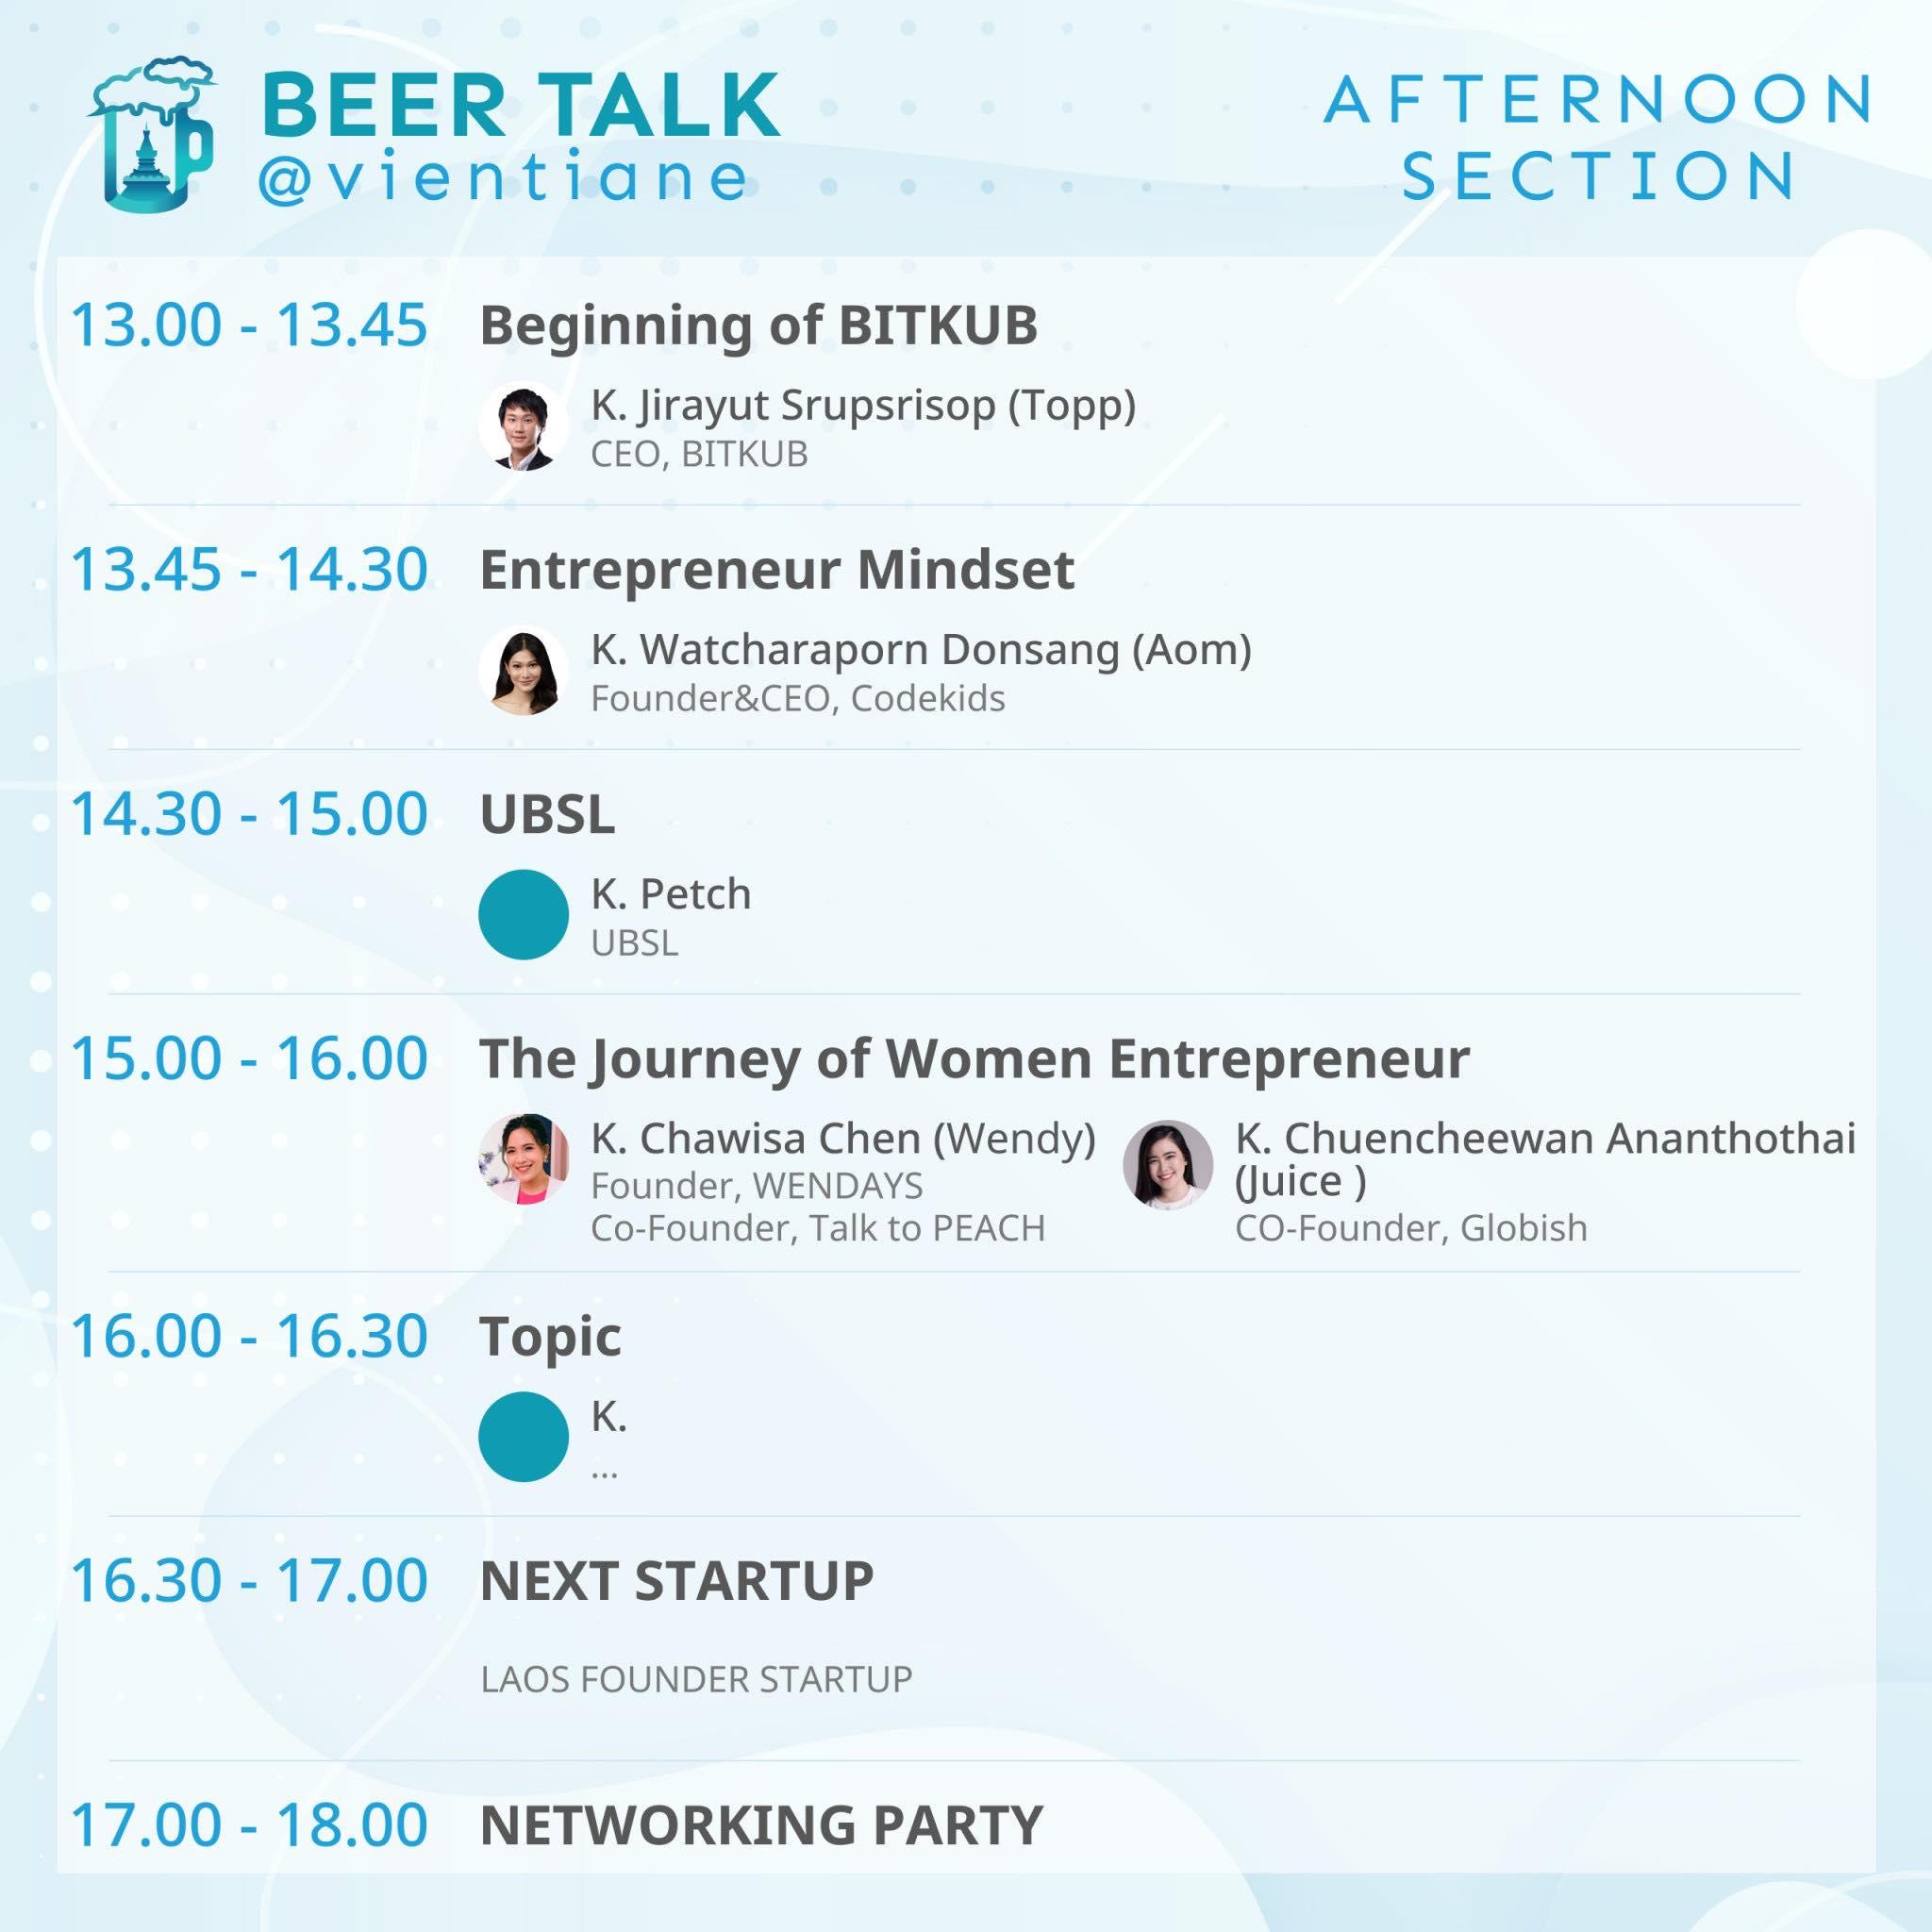 BEER TALK
@vientiane
AFTERNOON
SECTION
13.00 - 13.45
Beginning of BITKUB
K. Jirayut Srupsrisop (Topp)
CEO, BITKUB
13.45 - 14.30
Entrepreneur Mindset
K. Watcharaporn Donsang (Aom)
Founder&CEO, Codekids
14.30 - 15.00
UBSL
K. Petch
UBSL
15.00 - 16.00
The Journey of Women Entrepreneur
K. Chawisa Chen (Wendy)
Founder, WENDAYS
Co-Founder, Talk to PEACH
K. Chuencheewan Ananthothai
(Juice )
CO-Founder, Globish
16.00 - 16.30
Topic
K.
...
16.30 - 17.00
NEXT STARTUP
LAOS FOUNDER STARTUP
17.00 - 18.00
NETWORKING PARTY